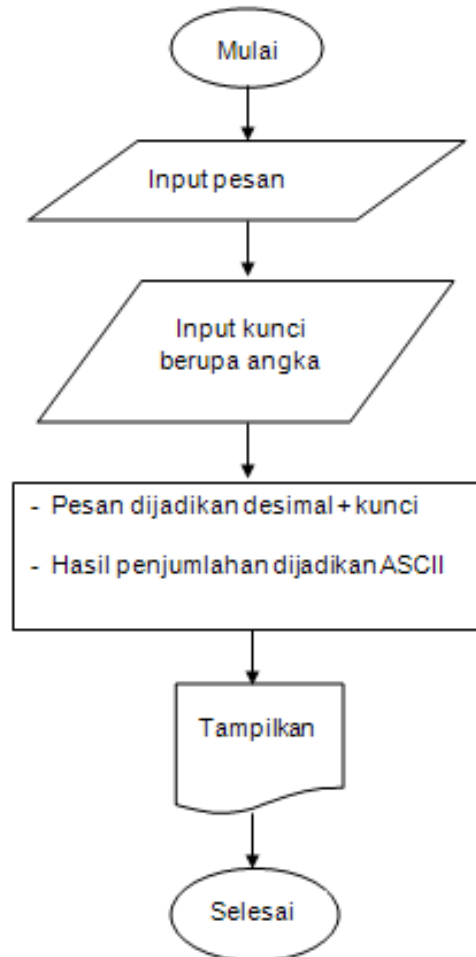 Mulai
Input pesan
Input kunci
berupa angka
- Pesan dijadikan desimal + kunci
- Hasil penjumlahan dijadikan ASCII
Tampilkan
Selesai